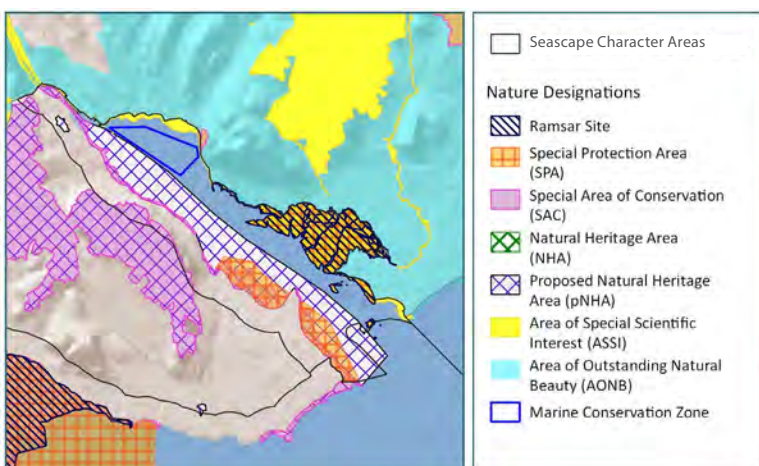 Seascape Character Areas
Nature Designations
Ramsar Site
Special Protection Area
(SPA)
Special Area of Conservation
(SAC)
Natural Heritage Area
(NHA)
Proposed Natural Heritage
Area (pNHA)
Area of Special Scientific
Interest (ASSI)
Area of Outstanding Natural
Beauty (AONB)
Marine Conservation Zone